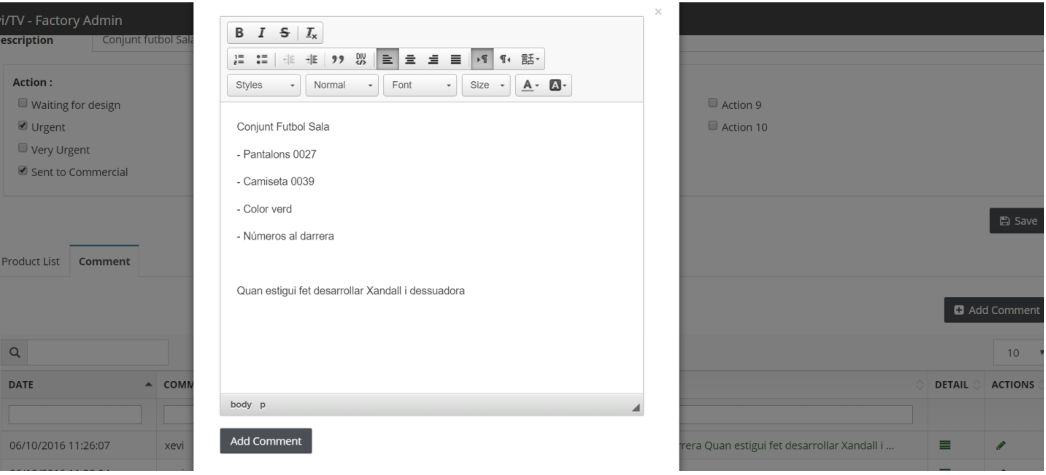 vi/TV - Factory Admin
×
escription
Conjunt futbol Sala
Action :
Waiting for design
Urgent
Very Urgent
Sent to Commercial
Action 9
Action 10
Styles
Normal
Font
Size
Conjunt Futbol Sala
- Pantalons 0027
- Camiseta 0039
- Color verd
- Números al darrera
Quan estigui fet desarrollar Xandall i dessuadora
body p
Add Comment
Save
Product List
Comment
Add Comment
10
DATE
COMM
DETAIL
ACTIONS
06/10/2016 11:26:07
xevi
rrera Quan estigui fet desarrollar Xandall i ...